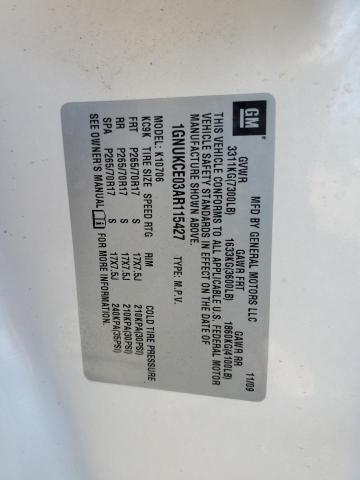 GM
MFD BY GENERAL MOTORS LLC 11/09
GVWR GAWR FRT GAWR RR
3311KG(7300LB) 1633KG(3600LB) 1860KG(4100LB)
THIS VEHICLE CONFORMS TO ALL APPLICABLE U.S. FEDERAL MOTOR
VEHICLE SAFETY STANDARDS IN EFFECT ON THE DATE OF
MANUFACTURE SHOWN ABOVE.
1GNUKCE03AR115427 TYPE: M.P.V.
MODEL: K10706
KC9K TIRE SIZE SPEED RTG RIM COLD TIRE PRESSURE
FRT P265/70R17 S 17X7.5J 210KPA(30PSI)
RR P265/70R17 S 17X7.5J 210KPA(30PSI)
SPA P265/70R17 S 17X7.5J 240KPA(35PSI)
SEE OWNER'S MANUAL FOR MORE INFORMATION.